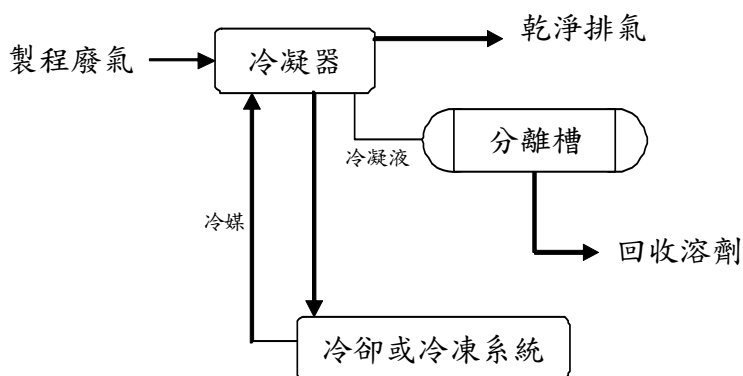 乾淨排氣
製程廢氣
冷凝器
分離槽
冷凝液
冷媒
回收溶劑
冷卻或冷凍系統